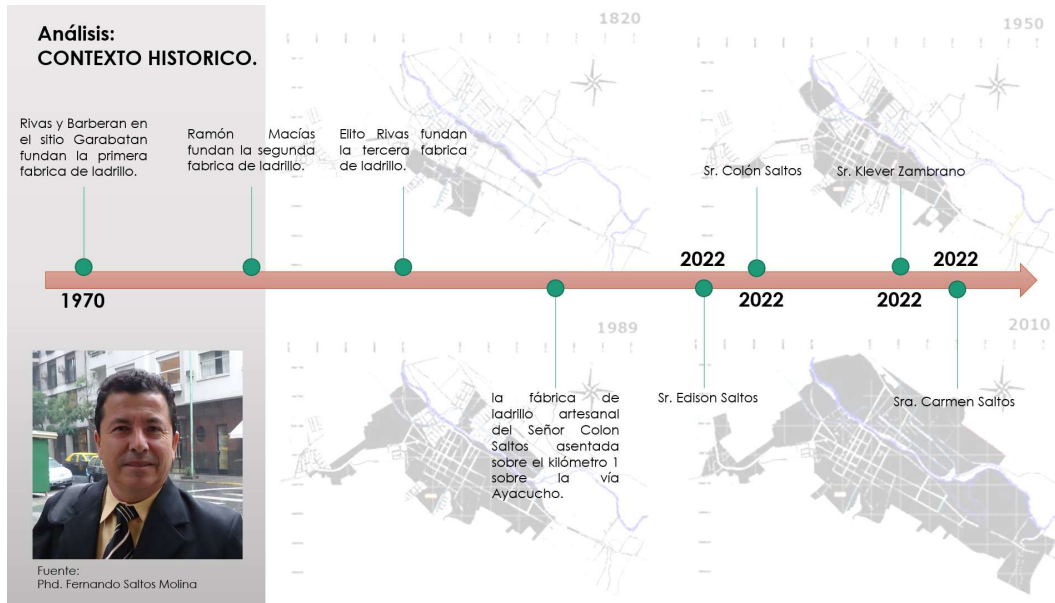 Análisis:
CONTEXTO HISTORICO.
1820
1950
Rivas y Barberan en
el sitio Garabatan
fundan la primera
fabrica de ladrillo.
Ramón Macías
fundan la segunda
fabrica de ladrillo.
Elito Rivas fundan
la tercera fabrica
de ladrillo.
Sr. Colón Saltos
Sr. Klever Zambrano
2022
2022
1970
2022
2022
1989
2010
la fábrica de
ladrillo artesanal
del Señor Colon
Saltos asentada
sobre el kilómetro 1
sobre la vía
Ayacucho.
Sr. Edison Saltos
Sra. Carmen Saltos
Fuente:
Phd. Fernando Saltos Molina